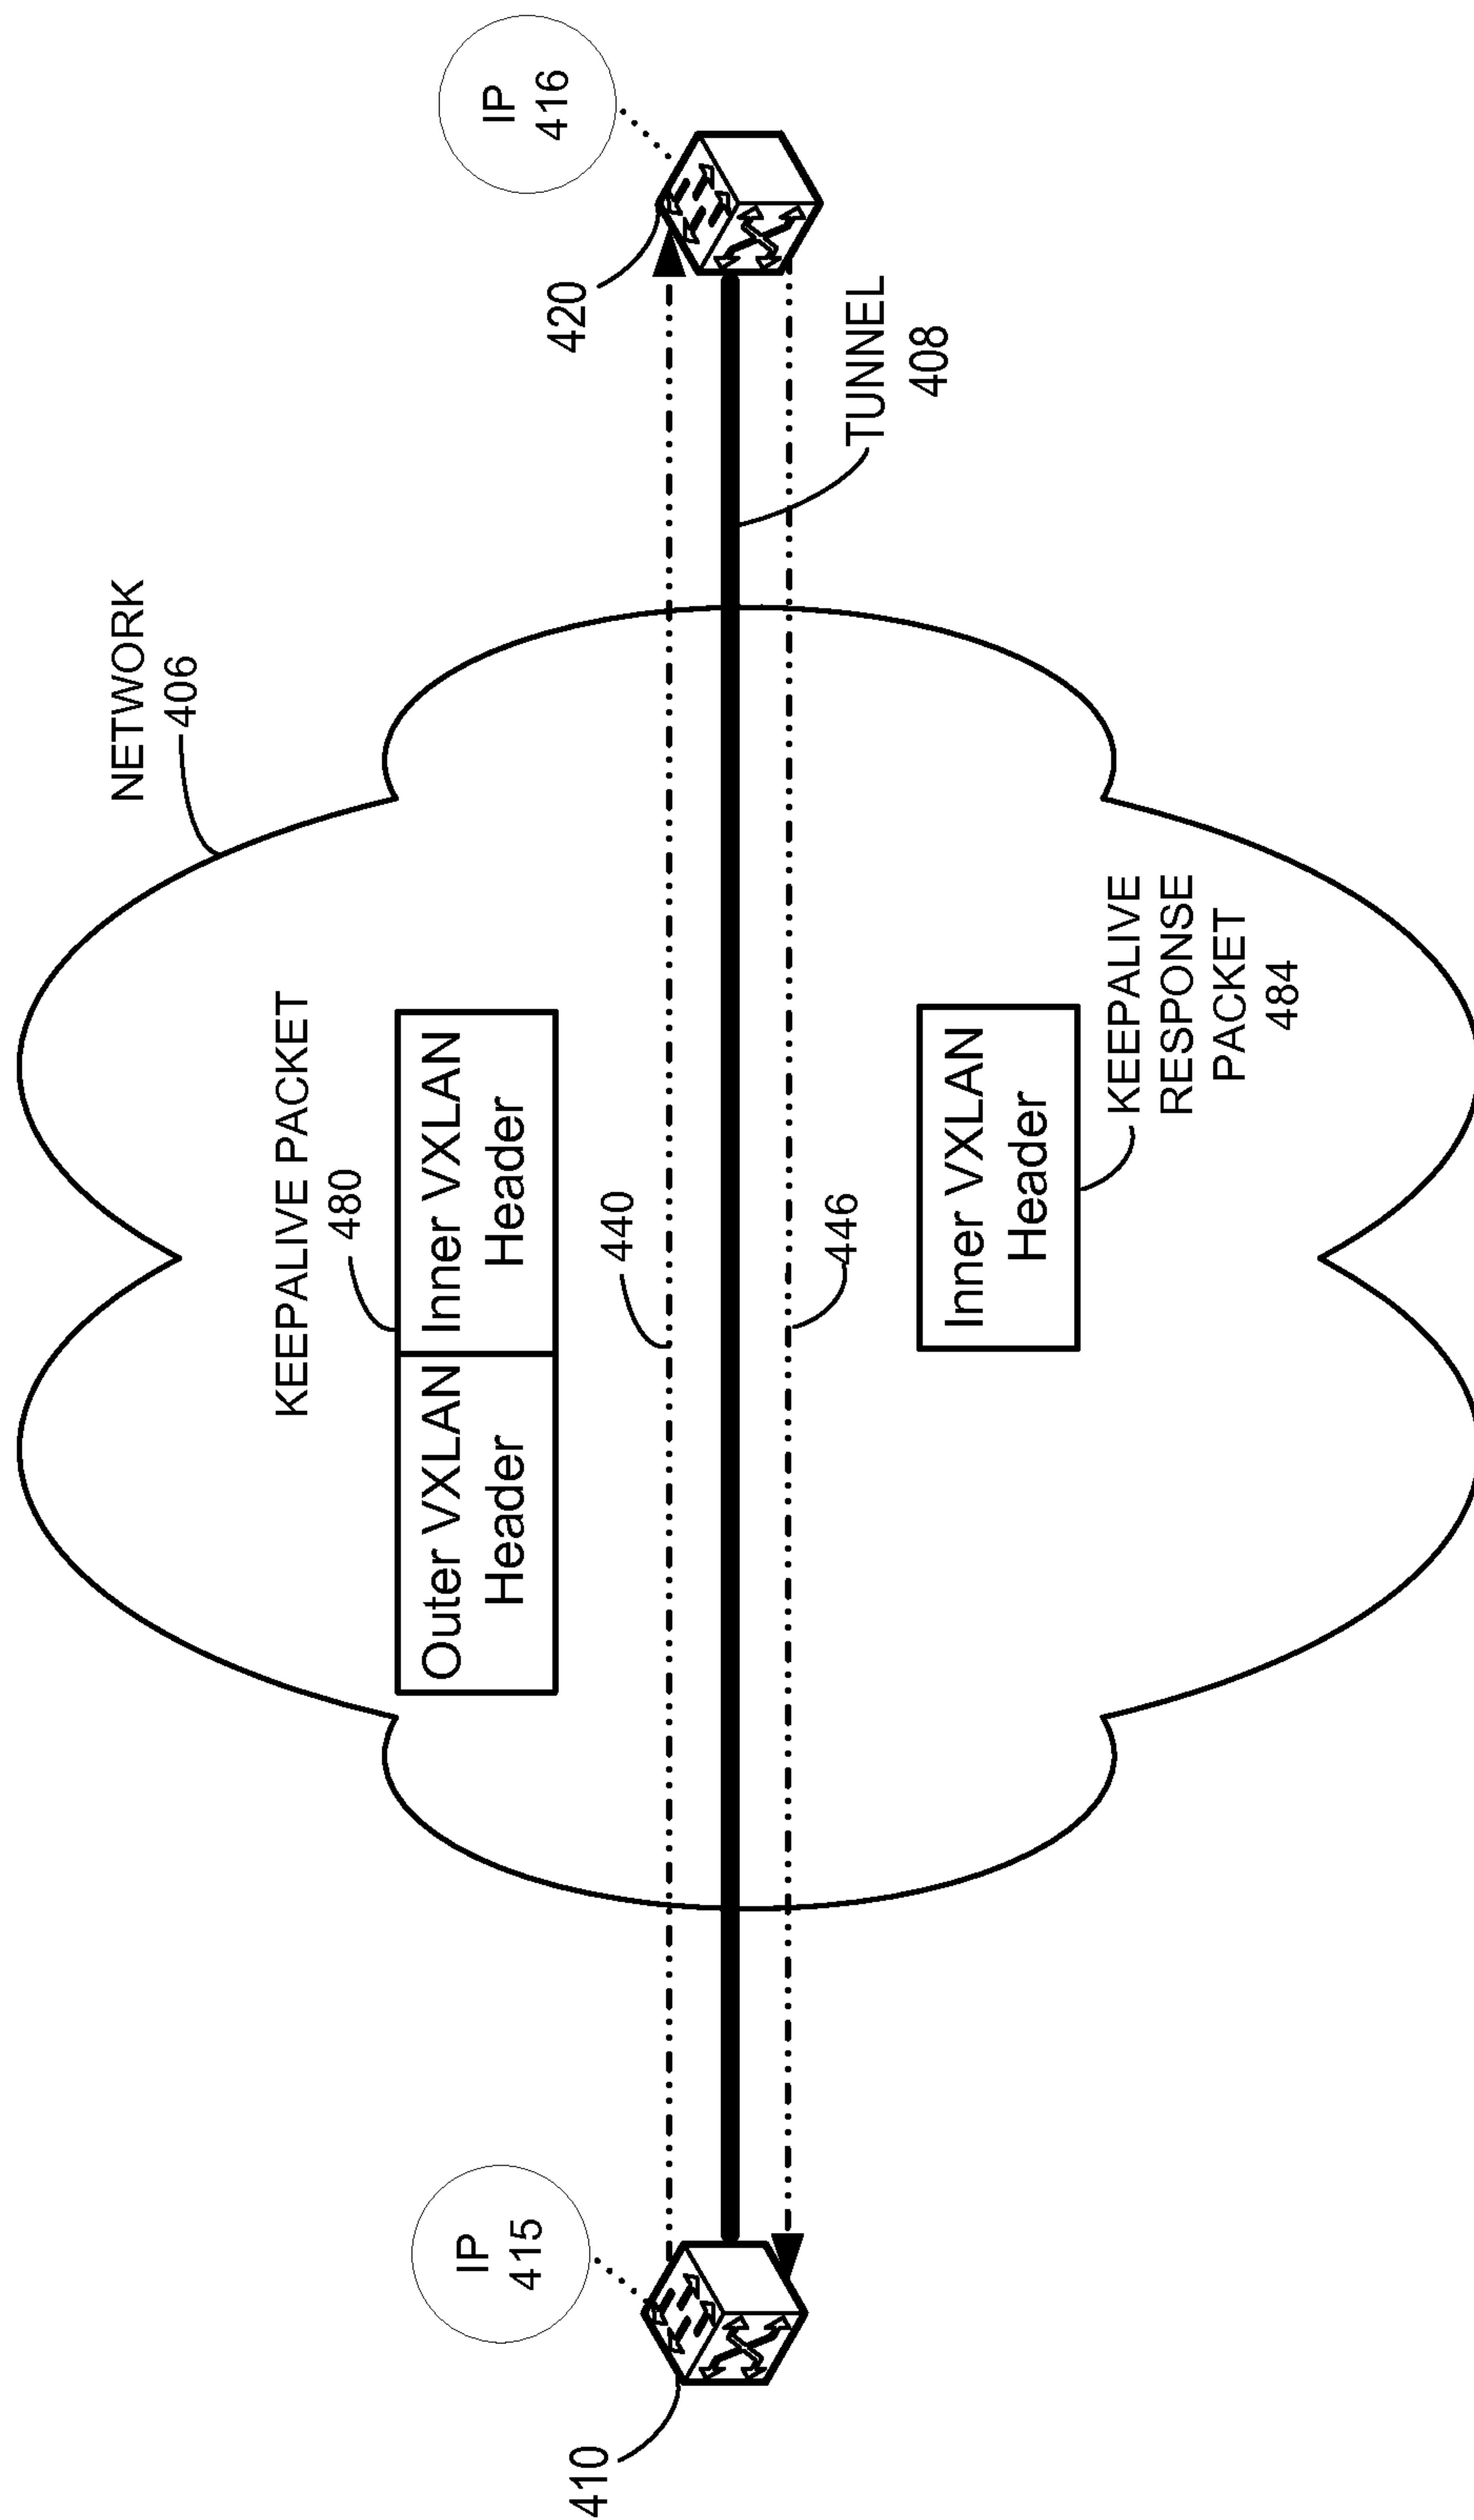 NETWORK
406
KEEPALIVE PACKET
480
Outer VXLAN
Header
Inner VXLAN
Header
IP
415
IP
416
410
420
440
446
TUNNEL
408
Inner VXLAN
Header
KEEPALIVE
RESPONSE
PACKET
484